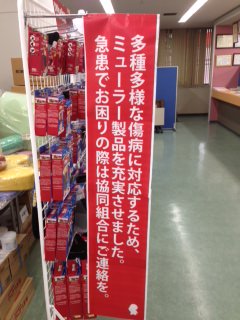 多種多様な傷病に対応するため、
ミューラー製品を充実させました。
急患でお困りの際は協同組合にご連絡を。